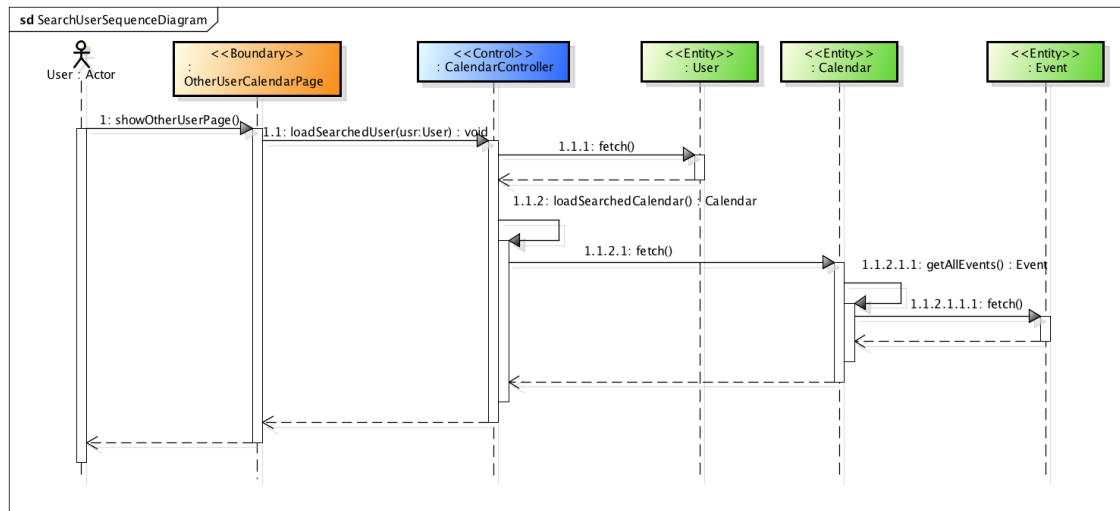 sd SearchUserSequenceDiagram
User : Actor
<<Boundary>>
:
OtherUserCalendarPage
<<Control>>
: CalendarController
<<Entity>>
: User
<<Entity>>
: Calendar
<<Entity>>
: Event
1: showOtherUserPage()
1.1: loadSearchedUser(usr:User) : void
1.1.1: fetch()
1.1.2: loadSearchedCalendar() : Calendar
1.1.2.1: fetch()
1.1.2.1.1: getAllEvents() : Event
1.1.2.1.1.1: fetch()